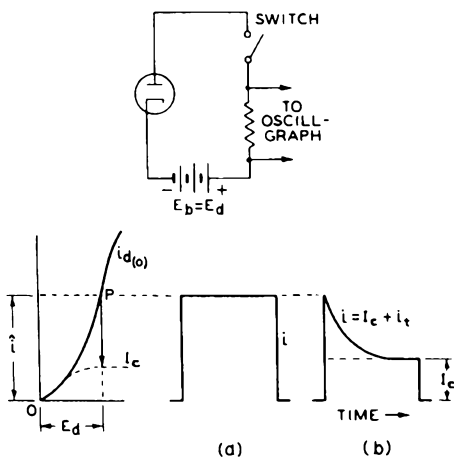 SWITCH
TO
OSCILL-
GRAPH
- +
E_b=E_d
i_d(o)
P
î
I_c
O
E_d
i
i=I_c+i_t
I_c
TIME →
(a)
(b)